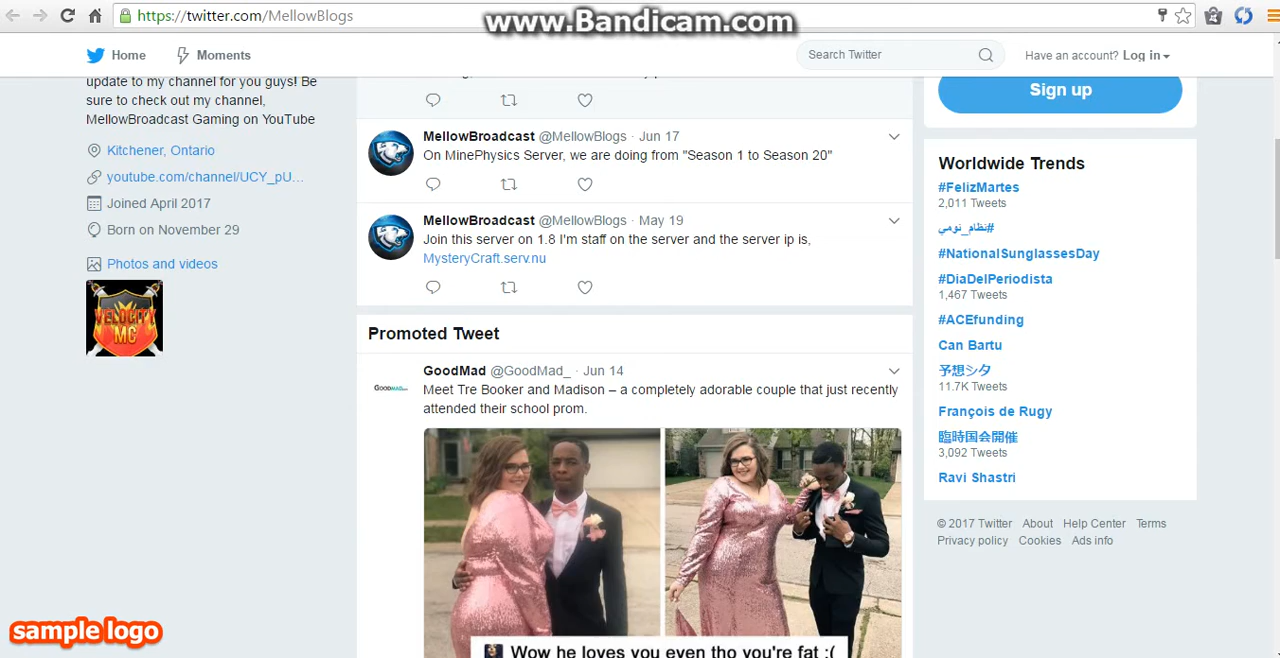 https://twitter.com/MellowBlogs
www.Bandicam.com
Home
Moments
Search Twitter
Have an account? Log in
update to my channel for you guys! Be
sure to check out my channel,
MellowBroadcast Gaming on YouTube
Kitchener, Ontario
youtube.com/channel/UCY_pU...
Joined April 2017
Born on November 29
Photos and videos
VELOCITY
MC
MellowBroadcast @MellowBlogs · Jun 17
On MinePhysics Server, we are doing from "Season 1 to Season 20"
MellowBroadcast @MellowBlogs · May 19
Join this server on 1.8 I'm staff on the server and the server ip is,
MysteryCraft.serv.nu
Promoted Tweet
GoodMad @GoodMad_ · Jun 14
Meet Tre Booker and Madison – a completely adorable couple that just recently
attended their school prom.
Wow he loves you even tho you're fat :(
Sign up
Worldwide Trends
#FelizMartes
2,011 Tweets
#نظام_نومي
#NationalSunglassesDay
#DiaDelPeriodista
1,467 Tweets
#ACEfunding
Can Bartu
予想シタ
11.7K Tweets
François de Rugy
臨時国会開催
3,092 Tweets
Ravi Shastri
© 2017 Twitter About Help Center Terms
Privacy policy Cookies Ads info
sample logo